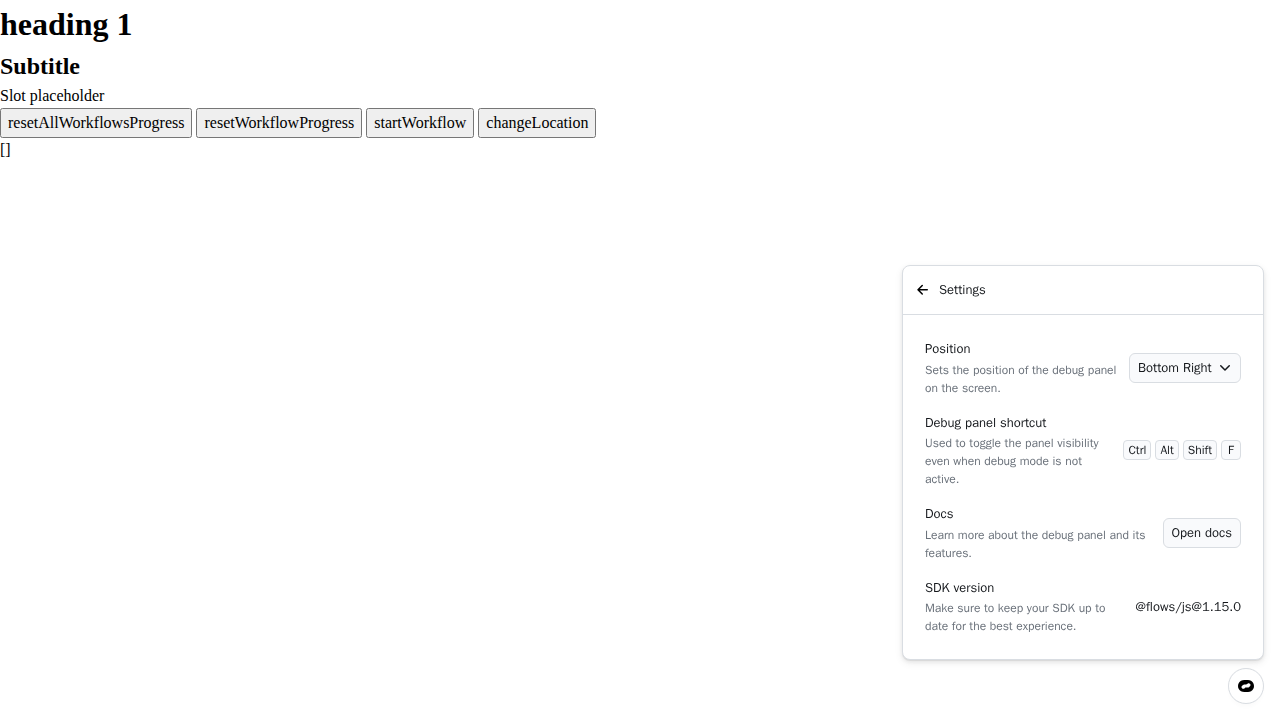 heading 1
Subtitle
Slot placeholder
resetAllWorkflowsProgress resetWorkflowProgress startWorkflow changeLocation
[]
Settings
Position
Sets the position of the debug panel
on the screen.
Bottom Right
Debug panel shortcut
Used to toggle the panel visibility
even when debug mode is not
active.
Ctrl Alt Shift F
Docs
Learn more about the debug panel and its
features.
Open docs
SDK version
Make sure to keep your SDK up to
date for the best experience.
@flows/js@1.15.0